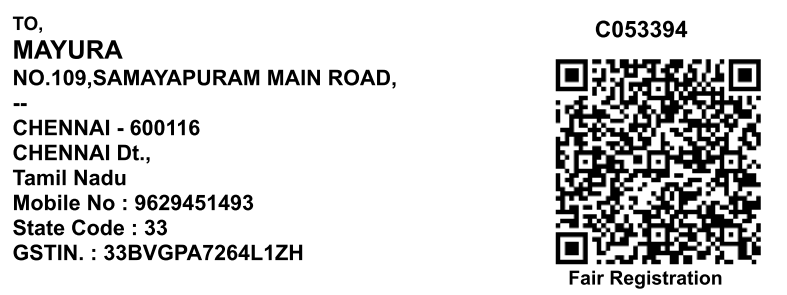 TO,
MAYURA
NO.109,SAMAYAPURAM MAIN ROAD,
--
CHENNAI - 600116
CHENNAI Dt.,
Tamil Nadu
Mobile No : 9629451493
State Code : 33
GSTIN. : 33BVGPA7264L1ZH
C053394
Fair Registration